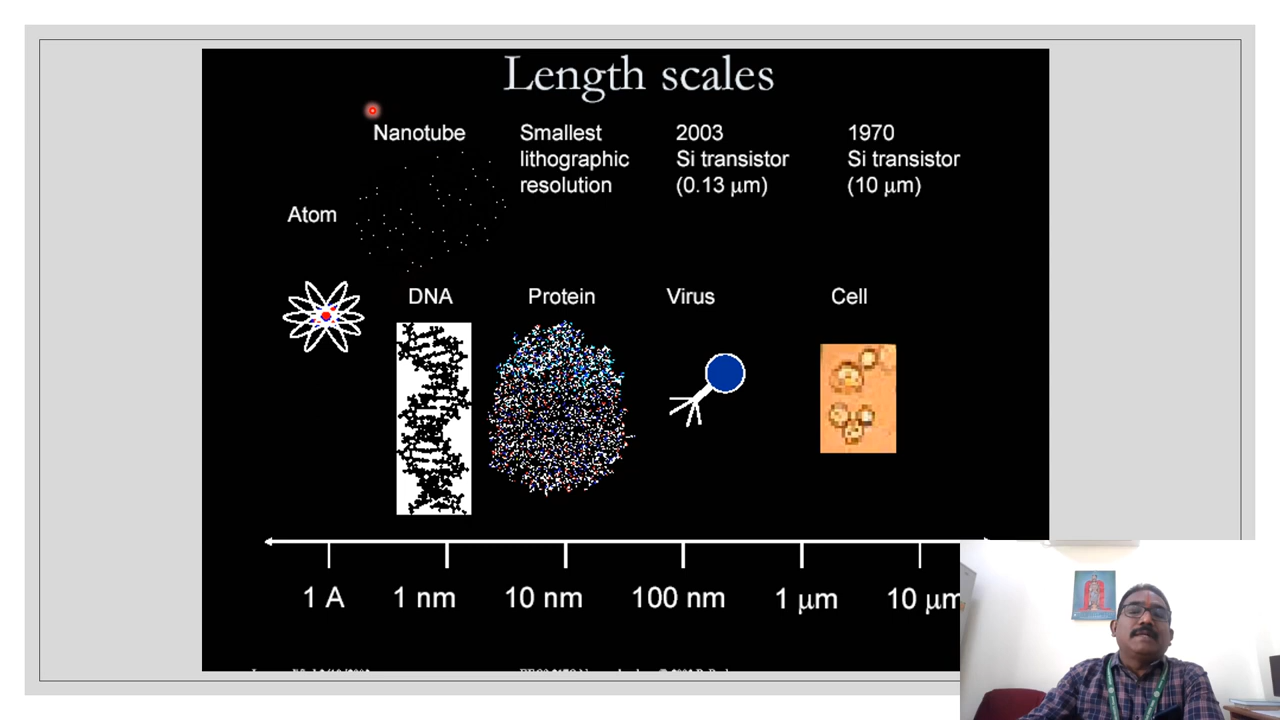 Length scales
Nanotube
Smallest
lithographic
resolution
2003
Si transistor
(0.13 µm)
1970
Si transistor
(10 µm)
Atom
DNA
Protein
Virus
Cell
1 A
1 nm
10 nm
100 nm
1 µm
10 µm